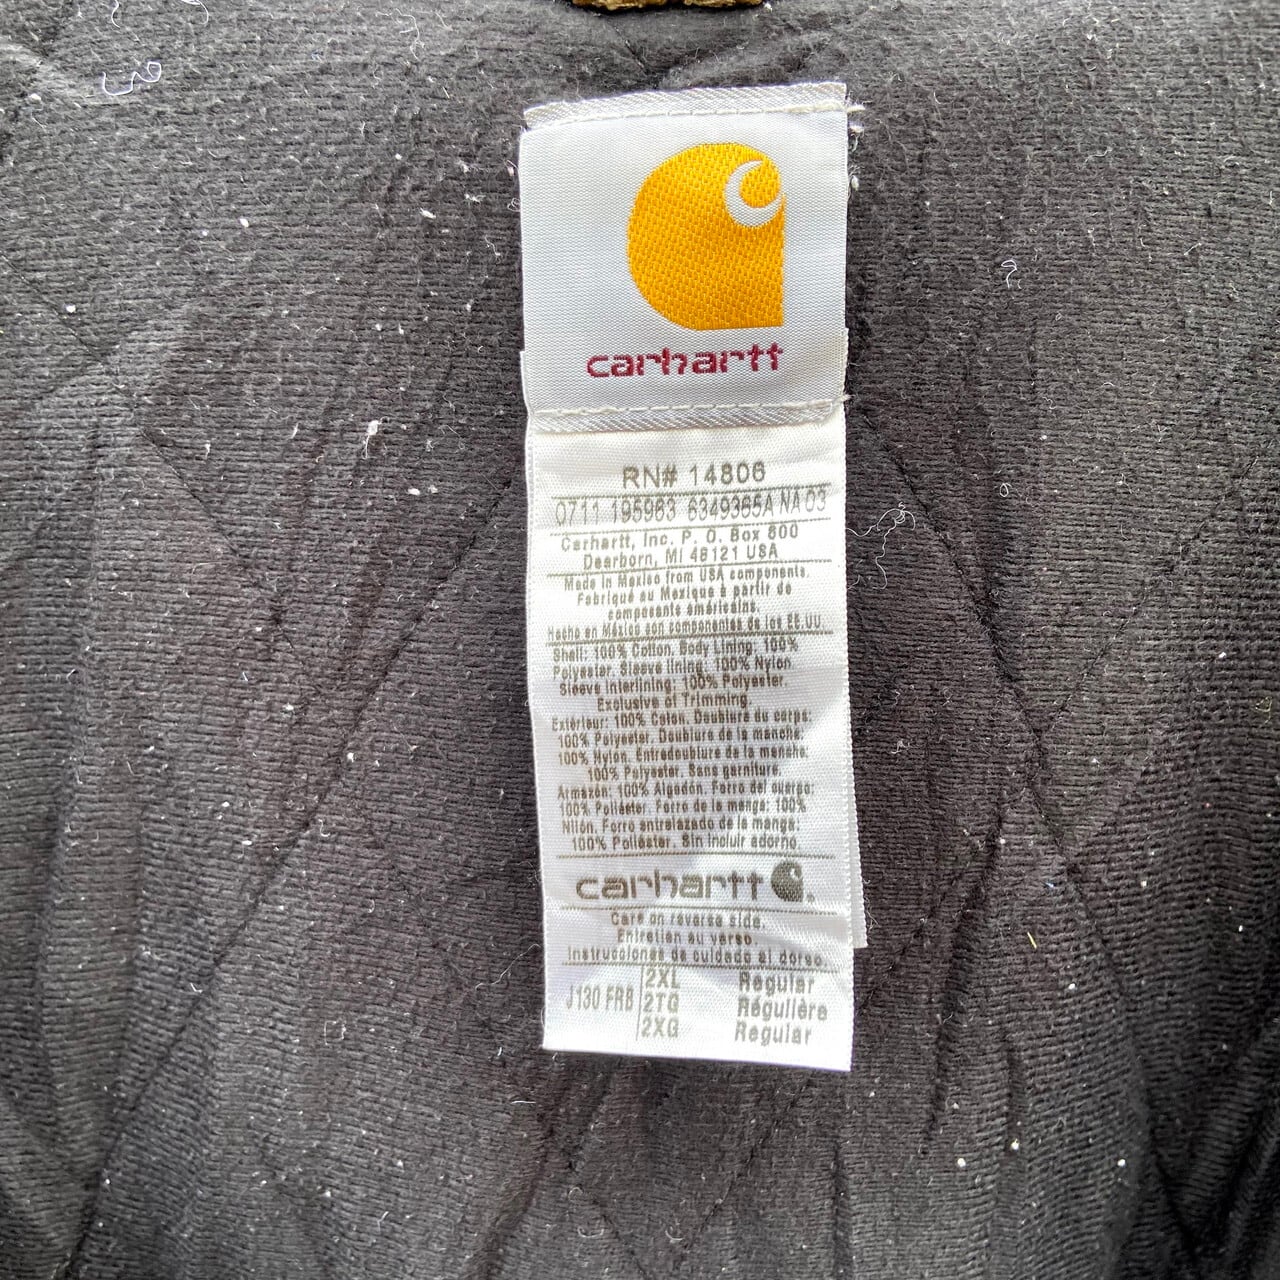 carhartt
RN# 14806
0711 195963 6349365A NA 03
Carhartt, Inc. P. O. Box 600
Dearborn, MI 48121 USA
Made in Mexico from USA components.
Fabriqué au Mexique à partir de
composants américains.
Hecho en México con componentes de los EE.UU
Shell: 100% Cotton. Body Lining: 100%
Polyester. Sleeve lining: 100% Nylon
Sleeve Interlining: 100% Polyester.
Exclusive of Trimming.
Extérieur: 100% Coton. Doublure du corps:
100% Polyester. Doublure de la manche:
100% Nylon. Entredoublure de la manche:
100% Polyester. Sans garniture.
Armazón: 100% Algodón. Forro del cuerpo:
100% Poliéster. Forro de la manga: 100%
Nilón. Forro entrelazado de la manga:
100% Poliéster. Sin incluir adorno.
carhartt
Care on reverse side.
Entretien au verso.
Instrucciones de cuidado al dorso.
J130 FRB
2XL Regular
2TG Régulière
2XG Regular